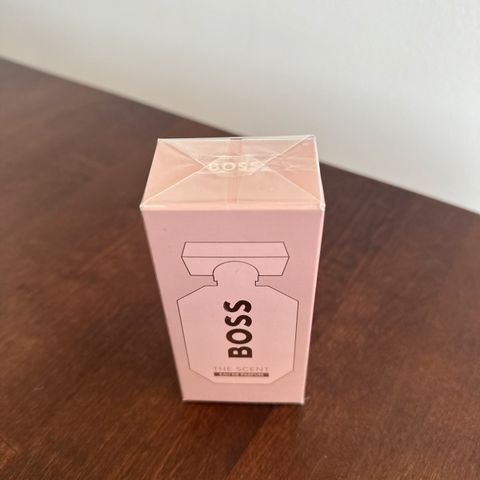 BOSS
BOSS
THE SCENT
EAU DE PARFUM